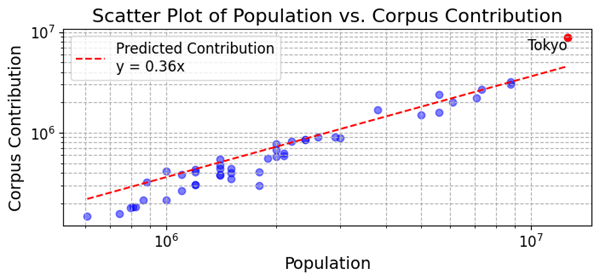 Scatter Plot of Population vs. Corpus Contribution
10⁷
Predicted Contribution
y = 0.36x
Tokyo
Corpus Contribution
10⁶
10⁶
10⁷
Population